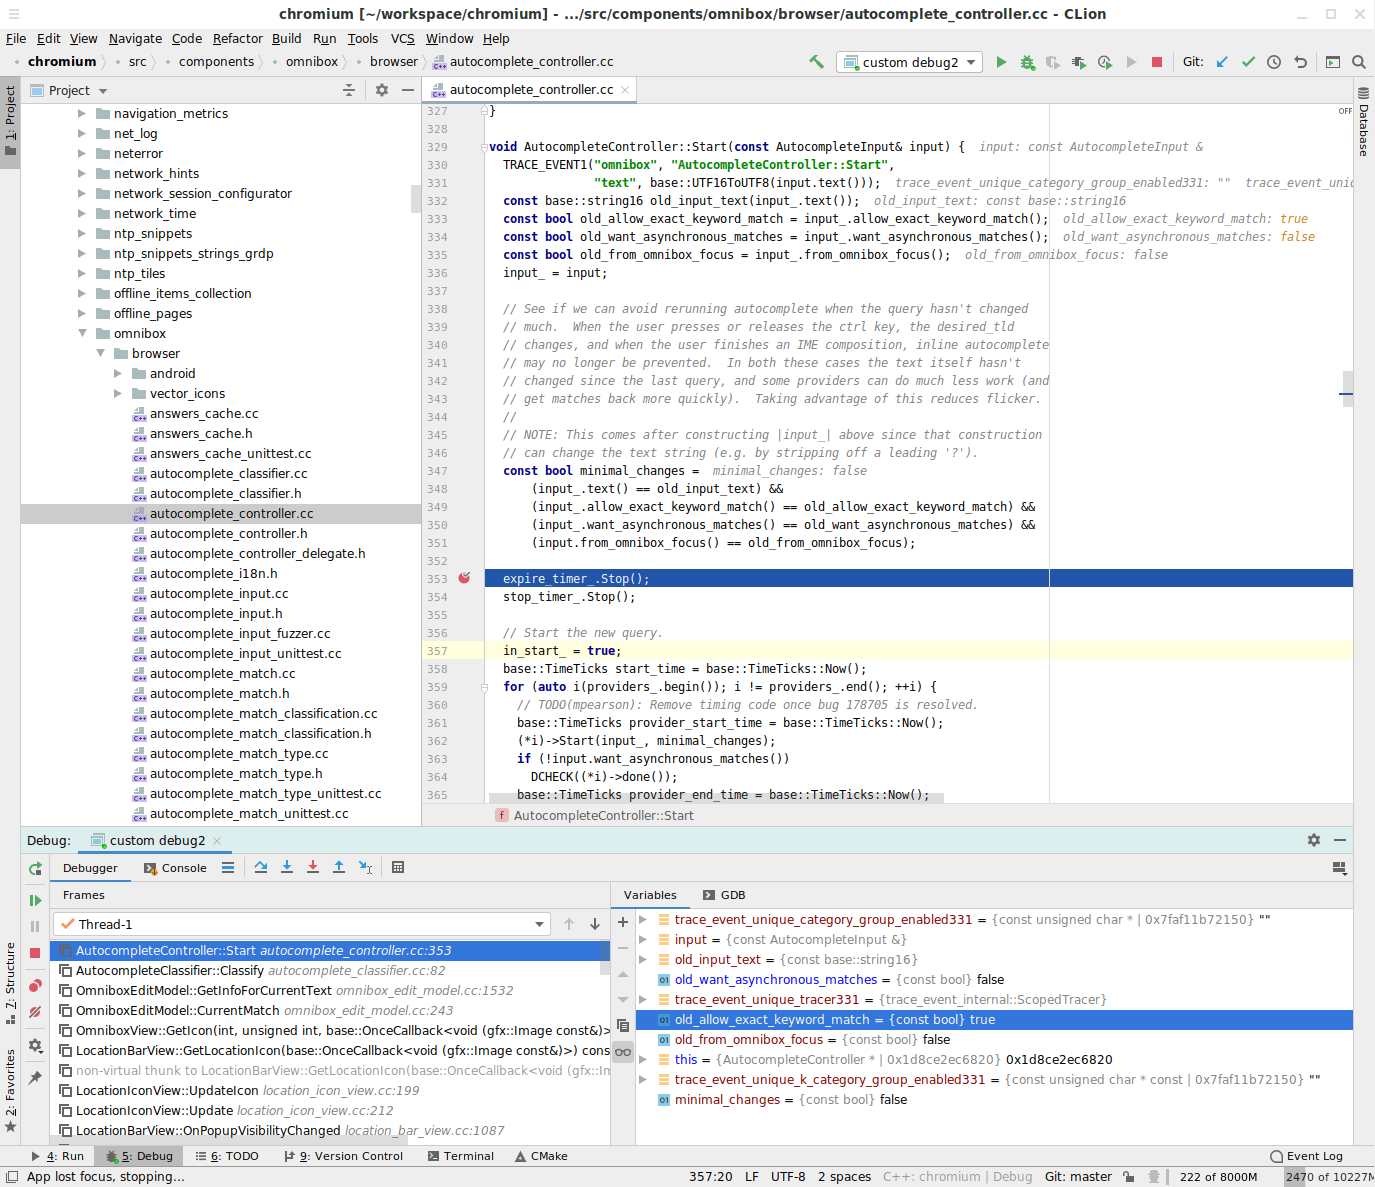 chromium [~/workspace/chromium] - .../src/components/omnibox/browser/autocomplete_controller.cc - CLion
File Edit View Navigate Code Refactor Build Run Tools VCS Window Help
chromium src components omnibox browser autocomplete_controller.cc custom debug2 Git:
1: Project
Project
navigation_metrics
net_log
neterror
network_hints
network_session_configurator
network_time
ntp_snippets
ntp_snippets_strings_grdp
ntp_tiles
offline_items_collection
offline_pages
omnibox
browser
android
vector_icons
answers_cache.cc
answers_cache.h
answers_cache_unittest.cc
autocomplete_classifier.cc
autocomplete_classifier.h
autocomplete_controller.cc
autocomplete_controller.h
autocomplete_controller_delegate.h
autocomplete_i18n.h
autocomplete_input.cc
autocomplete_input.h
autocomplete_input_fuzzer.cc
autocomplete_input_unittest.cc
autocomplete_match.cc
autocomplete_match.h
autocomplete_match_classification.cc
autocomplete_match_classification.h
autocomplete_match_type.cc
autocomplete_match_type.h
autocomplete_match_type_unittest.cc
autocomplete_match_unittest.cc
autocomplete_controller.cc
OFF
Database
327 }
328
329 void AutocompleteController::Start(const AutocompleteInput& input) { input: const AutocompleteInput &
330 TRACE_EVENT1("omnibox", "AutocompleteController::Start",
331 "text", base::UTF16ToUTF8(input.text())); trace_event_unique_category_group_enabled331: "" trace_event_unic
332 const base::string16 old_input_text(input_.text()); old_input_text: const base::string16
333 const bool old_allow_exact_keyword_match = input_.allow_exact_keyword_match(); old_allow_exact_keyword_match: true
334 const bool old_want_asynchronous_matches = input_.want_asynchronous_matches(); old_want_asynchronous_matches: false
335 const bool old_from_omnibox_focus = input_.from_omnibox_focus(); old_from_omnibox_focus: false
336 input_ = input;
337
338 // See if we can avoid rerunning autocomplete when the query hasn't changed
339 // much. When the user presses or releases the ctrl key, the desired_tld
340 // changes, and when the user finishes an IME composition, inline autocomplete
341 // may no longer be prevented. In both these cases the text itself hasn't
342 // changed since the last query, and some providers can do much less work (and
343 // get matches back more quickly). Taking advantage of this reduces flicker.
344 //
345 // NOTE: This comes after constructing |input_| above since that construction
346 // can change the text string (e.g. by stripping off a leading '?').
347 const bool minimal_changes = minimal_changes: false
348 (input_.text() == old_input_text) &&
349 (input_.allow_exact_keyword_match() == old_allow_exact_keyword_match) &&
350 (input_.want_asynchronous_matches() == old_want_asynchronous_matches) &&
351 (input.from_omnibox_focus() == old_from_omnibox_focus);
352
353 expire_timer_.Stop();
354 stop_timer_.Stop();
355
356 // Start the new query.
357 in_start_ = true;
358 base::TimeTicks start_time = base::TimeTicks::Now();
359 for (auto i(providers_.begin()); i != providers_.end(); ++i) {
360 // TODO(mpearson): Remove timing code once bug 178705 is resolved.
361 base::TimeTicks provider_start_time = base::TimeTicks::Now();
362 (*i)->Start(input_, minimal_changes);
363 if (!input.want_asynchronous_matches())
364 DCHECK((*i)->done());
365 base::TimeTicks provider_end_time = base::TimeTicks::Now();
f AutocompleteController::Start
Debug: custom debug2
Debugger Console
Frames
Thread-1
AutocompleteController::Start autocomplete_controller.cc:353
AutocompleteClassifier::Classify autocomplete_classifier.cc:82
OmniboxEditModel::GetInfoForCurrentText omnibox_edit_model.cc:1532
OmniboxEditModel::CurrentMatch omnibox_edit_model.cc:243
OmniboxView::GetIcon(int, unsigned int, base::OnceCallback<void (gfx::Image const&)>)
LocationBarView::GetLocationIcon(base::OnceCallback<void (gfx::Image const&)>) cons
non-virtual thunk to LocationBarView::GetLocationIcon(base::OnceCallback<void (gfx::In
LocationIconView::UpdateIcon location_icon_view.cc:199
LocationIconView::Update location_icon_view.cc:212
LocationBarView::OnPopupVisibilityChanged location_bar_view.cc:1087
Variables GDB
trace_event_unique_category_group_enabled331 = {const unsigned char * | 0x7faf11b72150} ""
input = {const AutocompleteInput &}
old_input_text = {const base::string16}
old_want_asynchronous_matches = {const bool} false
trace_event_unique_tracer331 = {trace_event_internal::ScopedTracer}
old_allow_exact_keyword_match = {const bool} true
old_from_omnibox_focus = {const bool} false
this = {AutocompleteController * | 0x1d8ce2ec6820} 0x1d8ce2ec6820
trace_event_unique_k_category_group_enabled331 = {const unsigned char * const | 0x7faf11b72150} ""
minimal_changes = {const bool} false
7: Structure
2: Favorites
4: Run 5: Debug 6: TODO 9: Version Control Terminal CMake Event Log
App lost focus, stopping... 357:20 LF UTF-8 2 spaces C++: chromium | Debug Git: master 222 of 8000M 2470 of 10227M